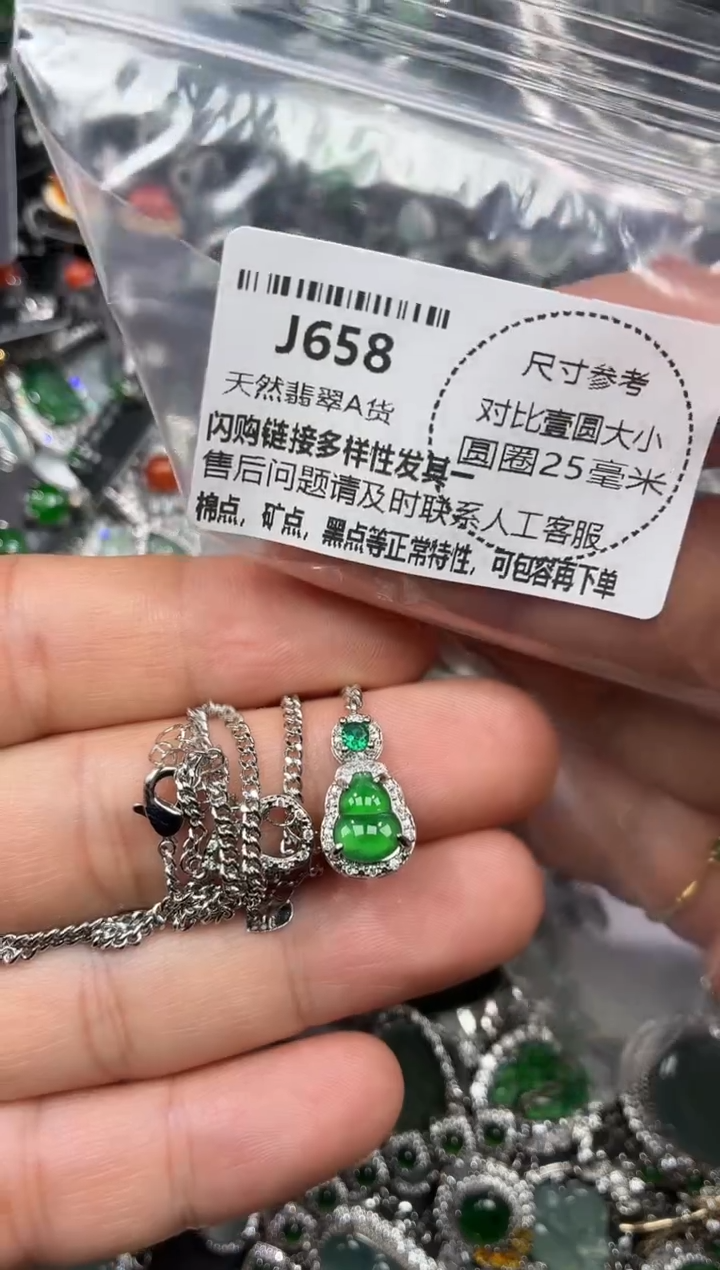 J658
天然翡翠A货
尺寸参考
对比壹圆大小
圆圈25毫米
闪购链接多样性发其一
售后问题请及时联系人工客服
棉点，矿点，黑点等正常特性，可包容再下单